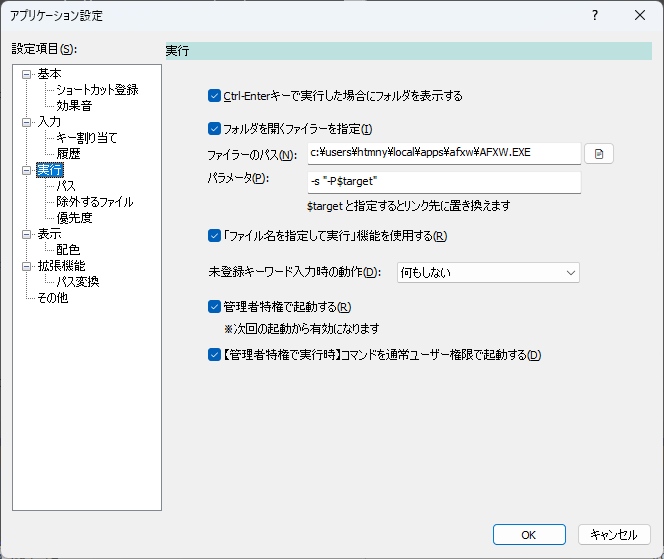 アプリケーション設定
設定項目(S):
基本
ショートカット登録
効果音
入力
キー割り当て
履歴
実行
パス
除外するファイル
優先度
表示
配色
拡張機能
パス変換
その他
実行
Ctrl-Enterキーで実行した場合にフォルダを表示する
フォルダを開くファイラーを指定(I)
ファイラーのパス(N): c:¥users¥htmny¥local¥apps¥afxw¥AFXW.EXE
パラメータ(P): -s "-P$target"
$target と指定するとリンク先に置き換えます
「ファイル名を指定して実行」機能を使用する(R)
未登録キーワード入力時の動作(D): 何もしない
管理者特権で起動する(R)
※次回の起動から有効になります
【管理者特権で実行時】コマンドを通常ユーザー権限で起動する(D)
OK キャンセル